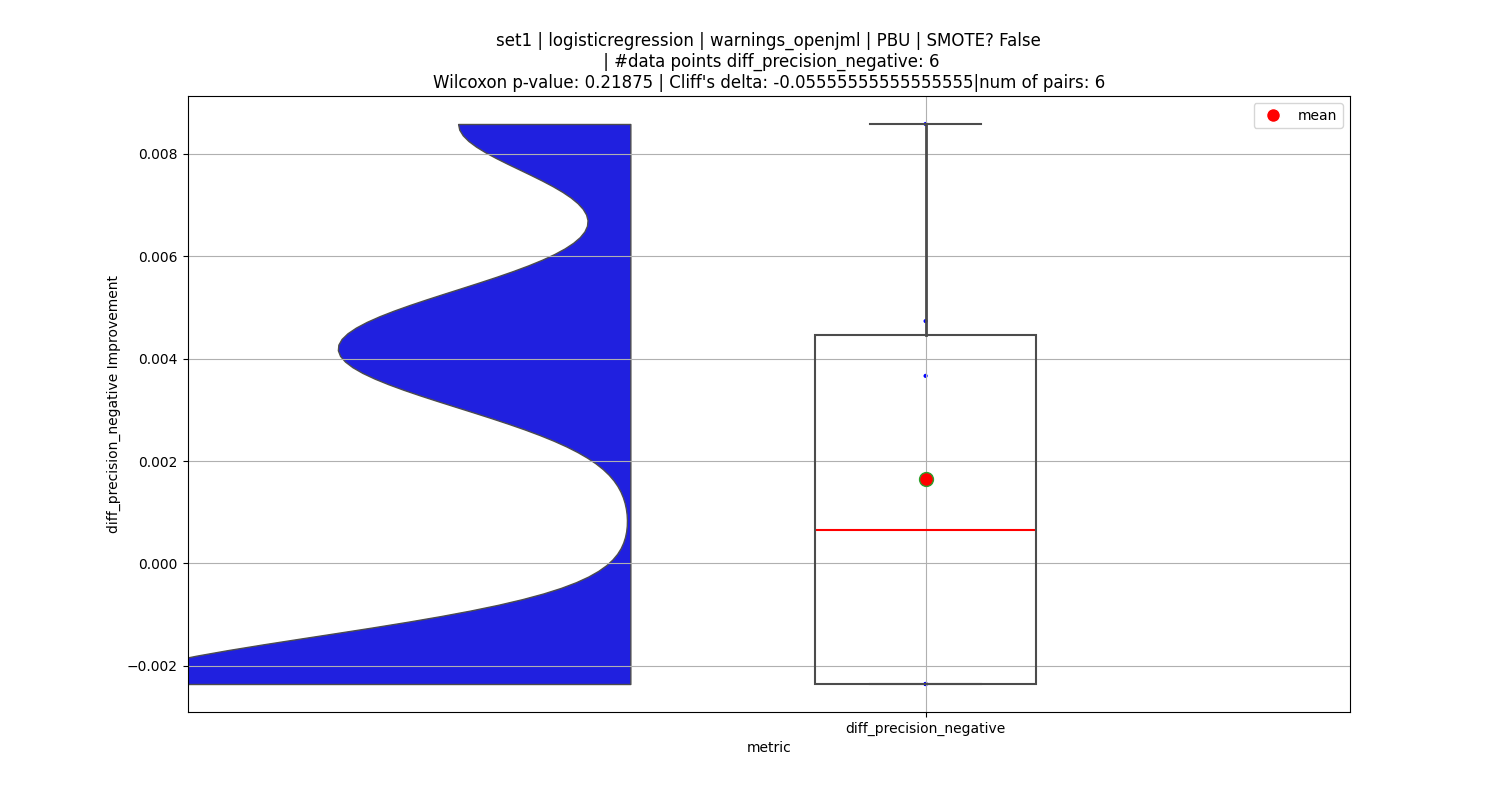 set1 | logisticregression | warnings_openjml | PBU | SMOTE? False
| #data points diff_precision_negative: 6
Wilcoxon p-value: 0.21875 | Cliff's delta: -0.05555555555555555|num of pairs: 6
mean
0.008
0.006
0.004
0.002
0.000
−0.002
diff_precision_negative Improvement
diff_precision_negative
metric